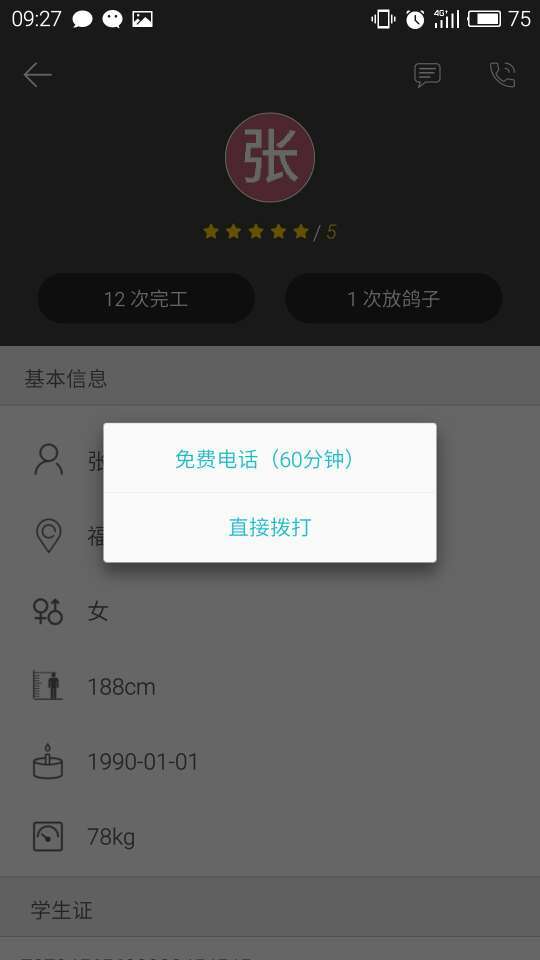 09:27
4G+
75
张
/ 5
12 次完工
1 次放鸽子
基本信息
张
免费电话（60分钟）
福
直接拨打
女
188cm
1990-01-01
78kg
学生证